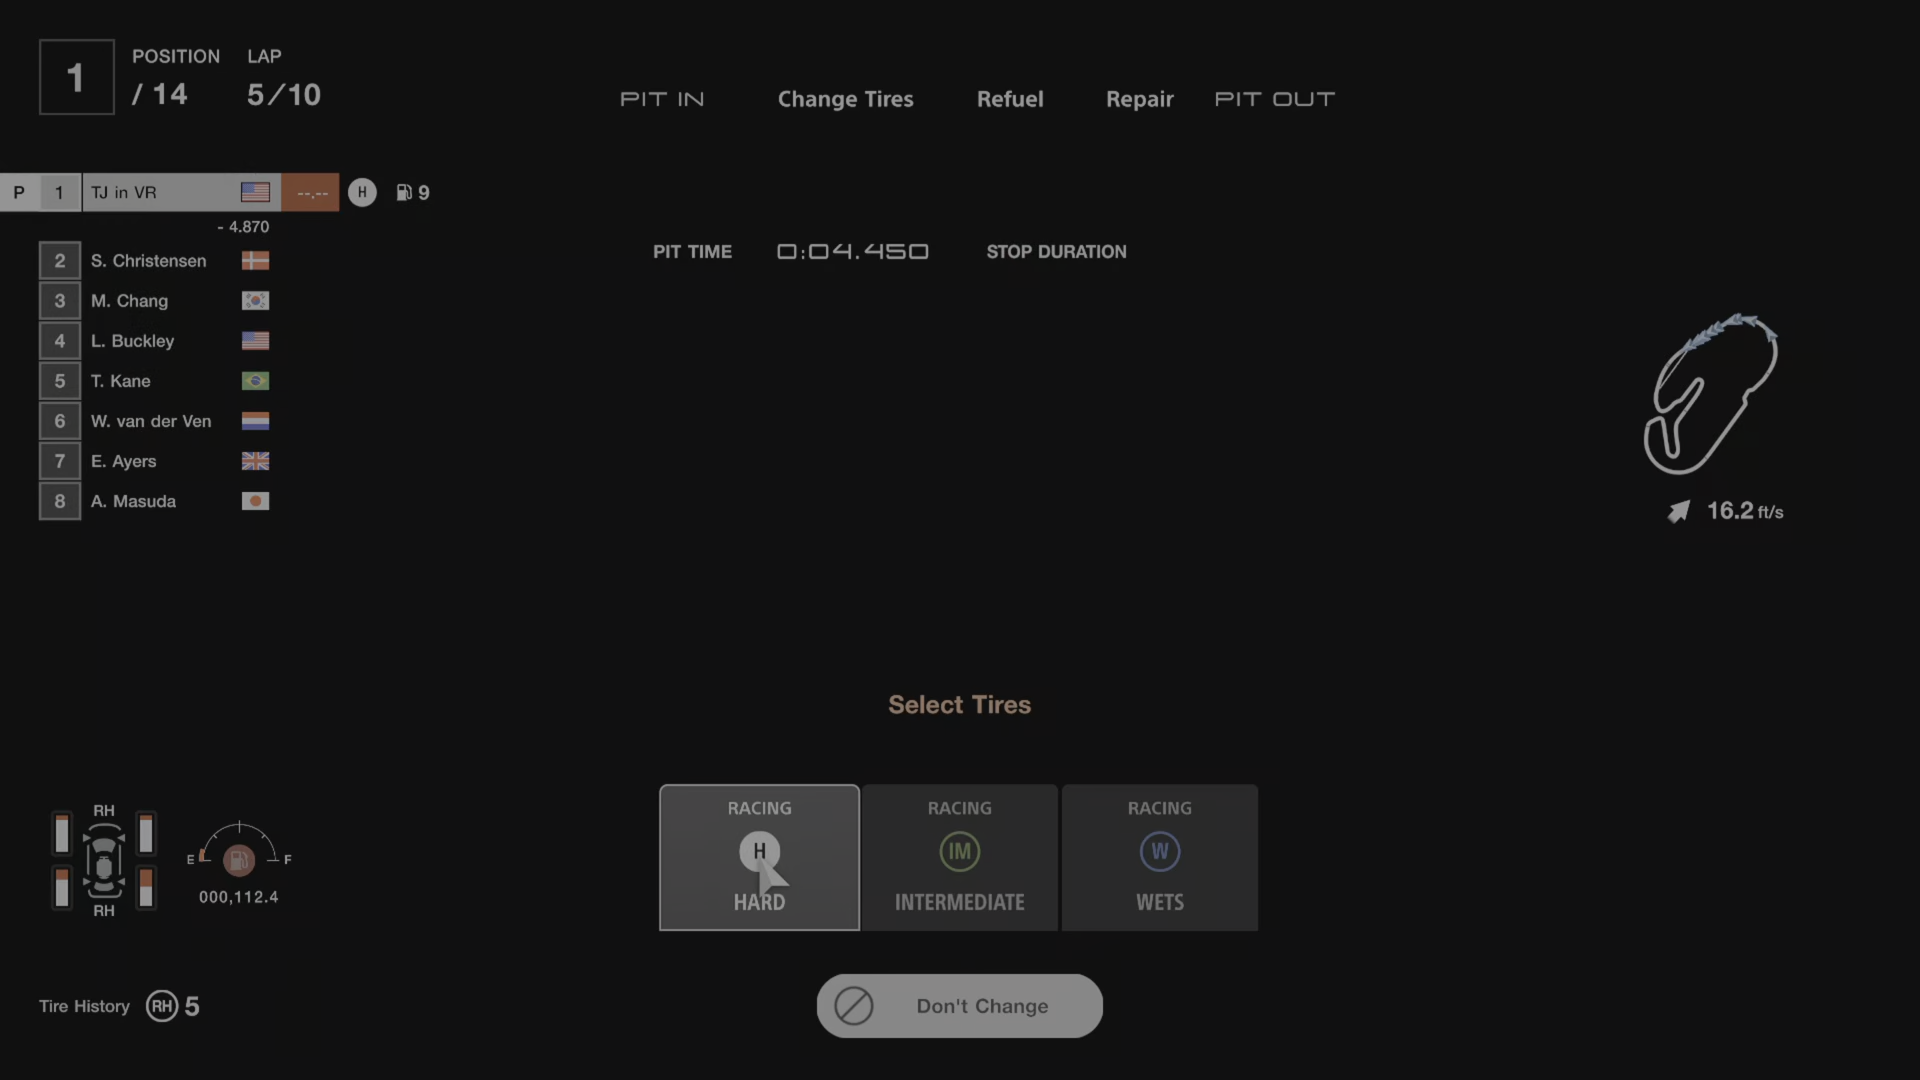 1 POSITION LAP
/ 14 5/10
PIT IN Change Tires Refuel Repair PIT OUT
P 1 TJ in VR --.-- H 9
- 4.870
2 S. Christensen
3 M. Chang
4 L. Buckley
5 T. Kane
6 W. van der Ven
7 E. Ayers
8 A. Masuda
PIT TIME 0:04.450 STOP DURATION
16.2 ft/s
Select Tires
RACING
H
HARD
RACING
IM
INTERMEDIATE
RACING
W
WETS
Don't Change
RH
RH
E F
000,112.4
Tire History RH 5